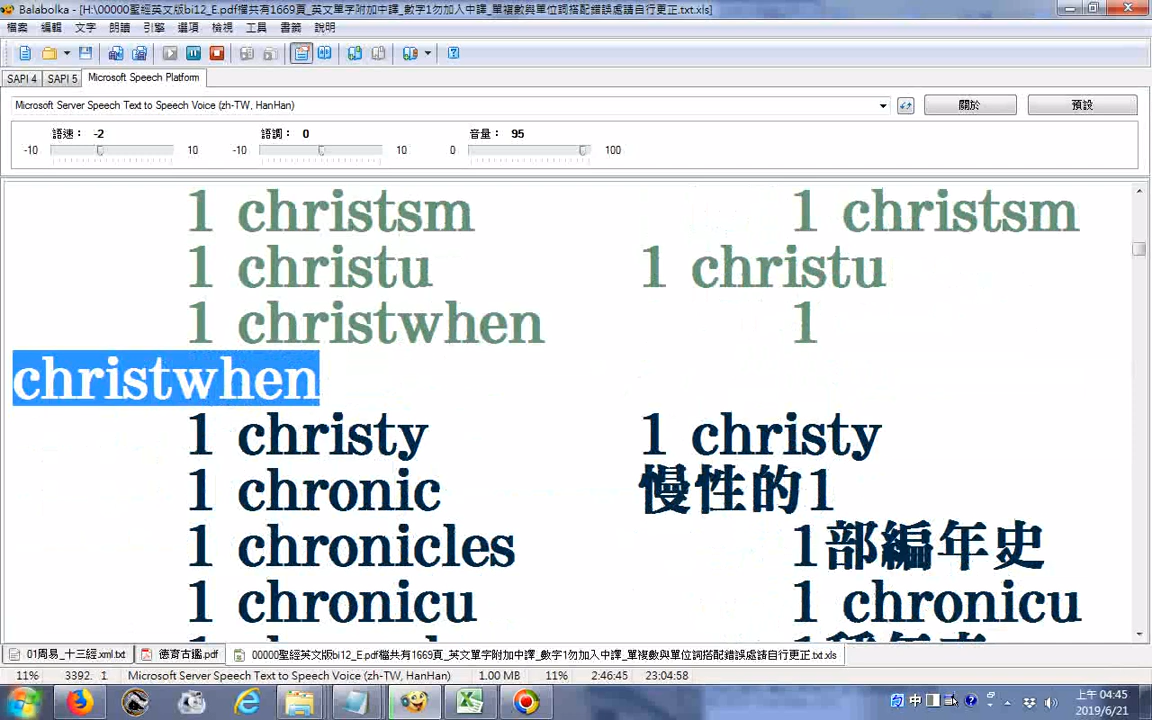 Balabolka - [H:\00000聖經英文版bi12_E.pdf檔共有1669頁_英文單字附加中譯_數字1勿加入中譯_單複數與單位詞搭配錯誤處請自行更正.txt.xls]
檔案 編輯 文字 朗讀 引擎 選項 檢視 工具 書籤 說明
SAPI 4 SAPI 5 Microsoft Speech Platform
Microsoft Server Speech Text to Speech Voice (zh-TW, HanHan) 關於 預設
語速： -2 語調： 0 音量： 95
-10 10 -10 10 0 100
1 christsm 1 christsm
1 christu 1 christu
1 christwhen 1
christwhen
1 christy 1 christy
1 chronic 慢性的1
1 chronicles 1部編年史
1 chronicu 1 chronicu
01周易_十三經.xml.txt 德育古鑑.pdf 00000聖經英文版bi12_E.pdf檔共有1669頁_英文單字附加中譯_數字1勿加入中譯_單複數與單位詞搭配錯誤處請自行更正.txt.xls
11% 3392. 1 Microsoft Server Speech Text to Speech Voice (zh-TW, HanHan) 1.00 MB 11% 2:46:45 23:04:58
中 上午 04:45
2019/6/21